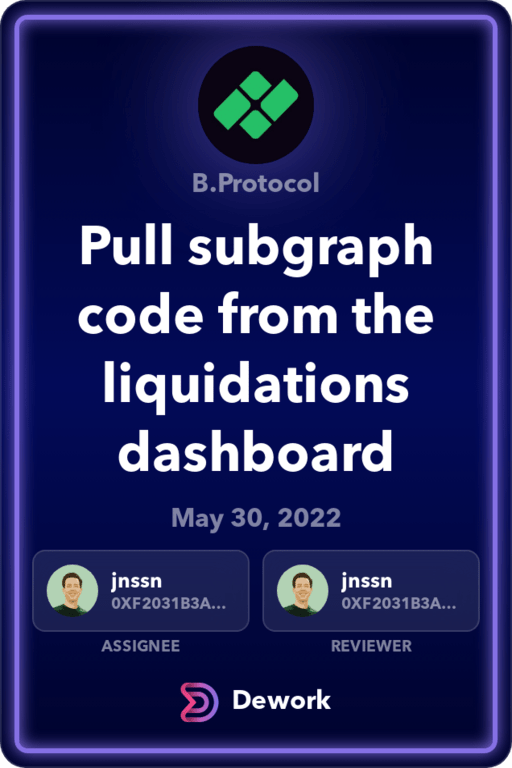 B.Protocol
Pull subgraph
code from the
liquidations
dashboard
May 30, 2022
jnssn
0XF2031B3A...
ASSIGNEE
jnssn
0XF2031B3A...
REVIEWER
Dework